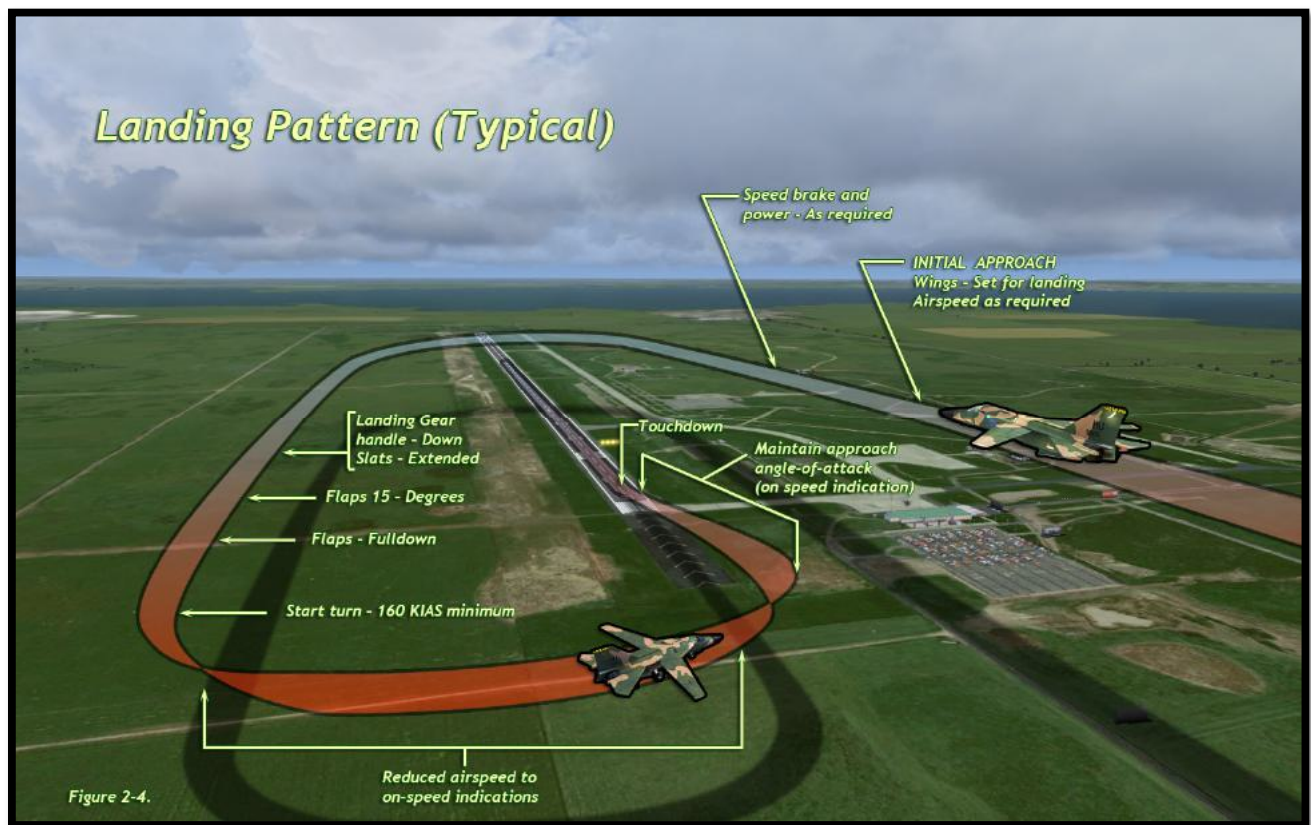 Landing Pattern (Typical)
Speed brake and
power - As required
INITIAL APPROACH
Wings - Set for landing
Airspeed as required
Landing Gear
handle - Down
Slats - Extended
Touchdown
Maintain approach
angle-of-attack
(on speed indication)
Flaps 15 - Degrees
Flaps - Fulldown
Start turn - 160 KIAS minimum
Reduced airspeed to
on-speed indications
Figure 2-4.